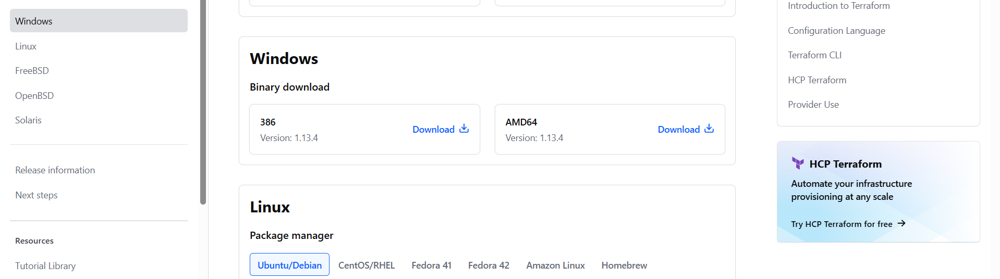 Windows
Linux
FreeBSD
OpenBSD
Solaris
Release information
Next steps
Resources
Tutorial Library
Windows
Binary download
386
Version: 1.13.4
Download
AMD64
Version: 1.13.4
Download
Linux
Package manager
Ubuntu/Debian
CentOS/RHEL
Fedora 41
Fedora 42
Amazon Linux
Homebrew
Introduction to Terraform
Configuration Language
Terraform CLI
HCP Terraform
Provider Use
HCP Terraform
Automate your infrastructure
provisioning at any scale
Try HCP Terraform for free →